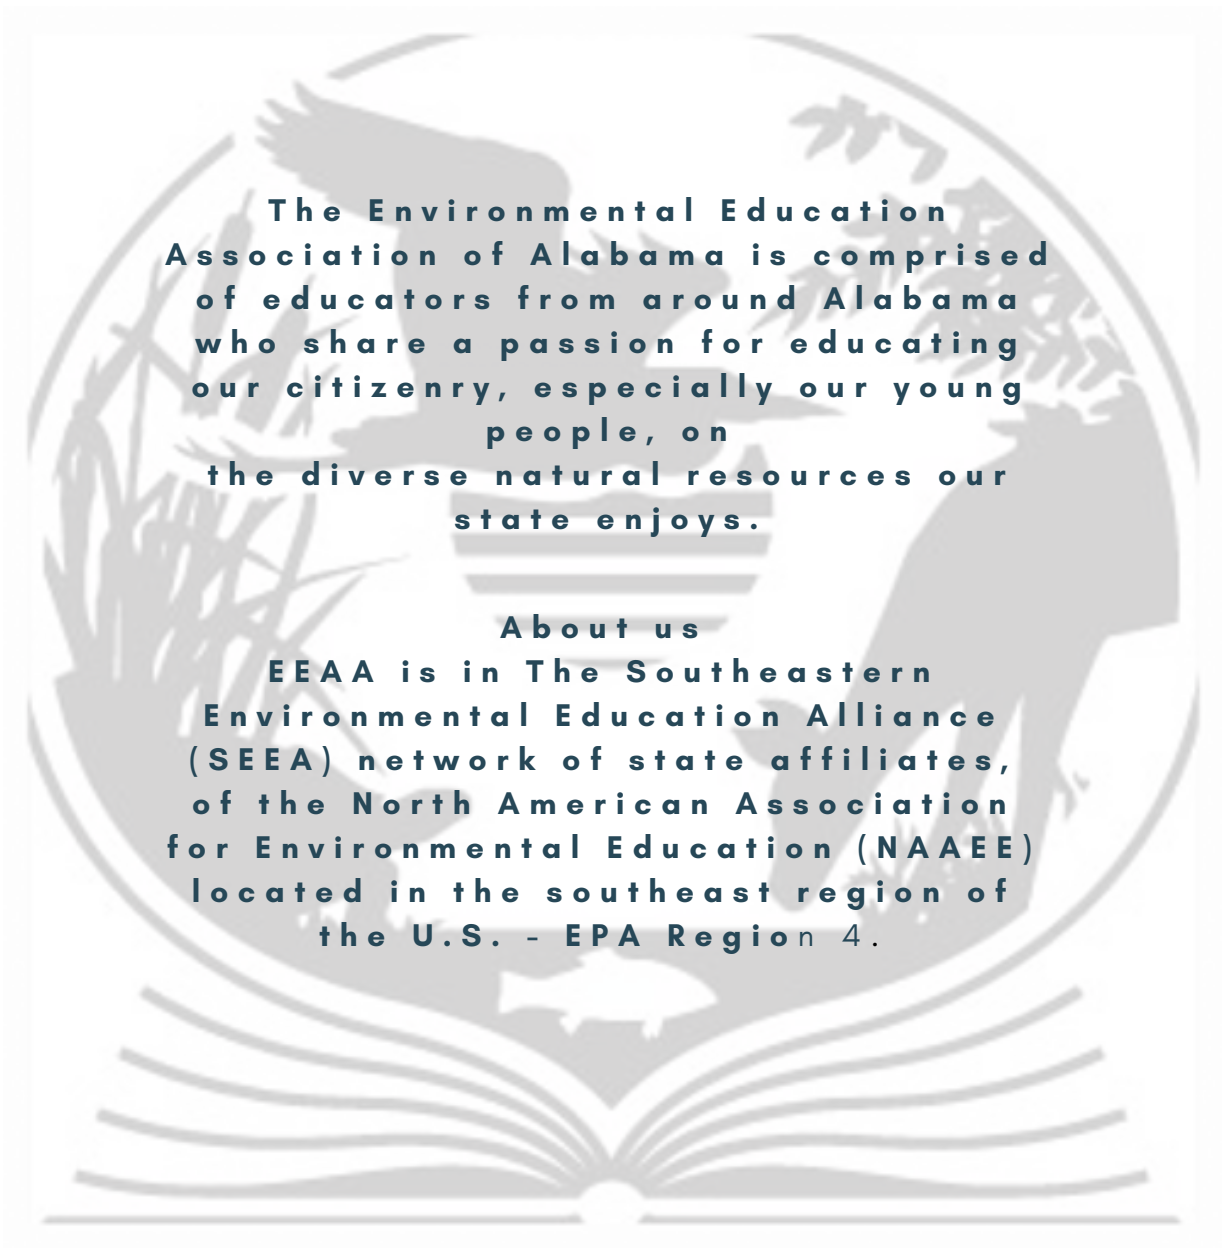 The Environmental Education
Association of Alabama is comprised
of educators from around Alabama
who share a passion for educating
our citizenry, especially our young
people, on
the diverse natural resources our
state enjoys.
About us
EEAA is in The Southeastern
Environmental Education Alliance
(SEEA) network of state affiliates,
of the North American Association
for Environmental Education (NAAEE)
located in the southeast region of
the U.S. - EPA Region 4.